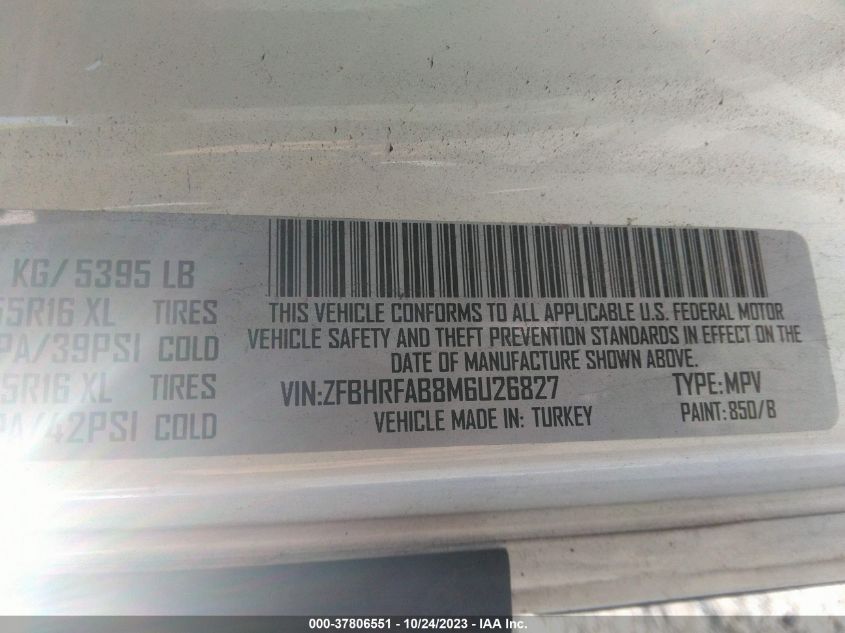 KG/ 5395 LB
55R16 XL TIRES
PA/39PSI COLD
5R16 XL TIRES
PA/42PSI COLD
THIS VEHICLE CONFORMS TO ALL APPLICABLE U.S. FEDERAL MOTOR
VEHICLE SAFETY AND THEFT PREVENTION STANDARDS IN EFFECT ON THE
DATE OF MANUFACTURE SHOWN ABOVE.
VIN:ZFBHRFAB8M6U26827 TYPE:MPV
VEHICLE MADE IN: TURKEY PAINT:850/B
000-37806551 - 10/24/2023 - IAA Inc.